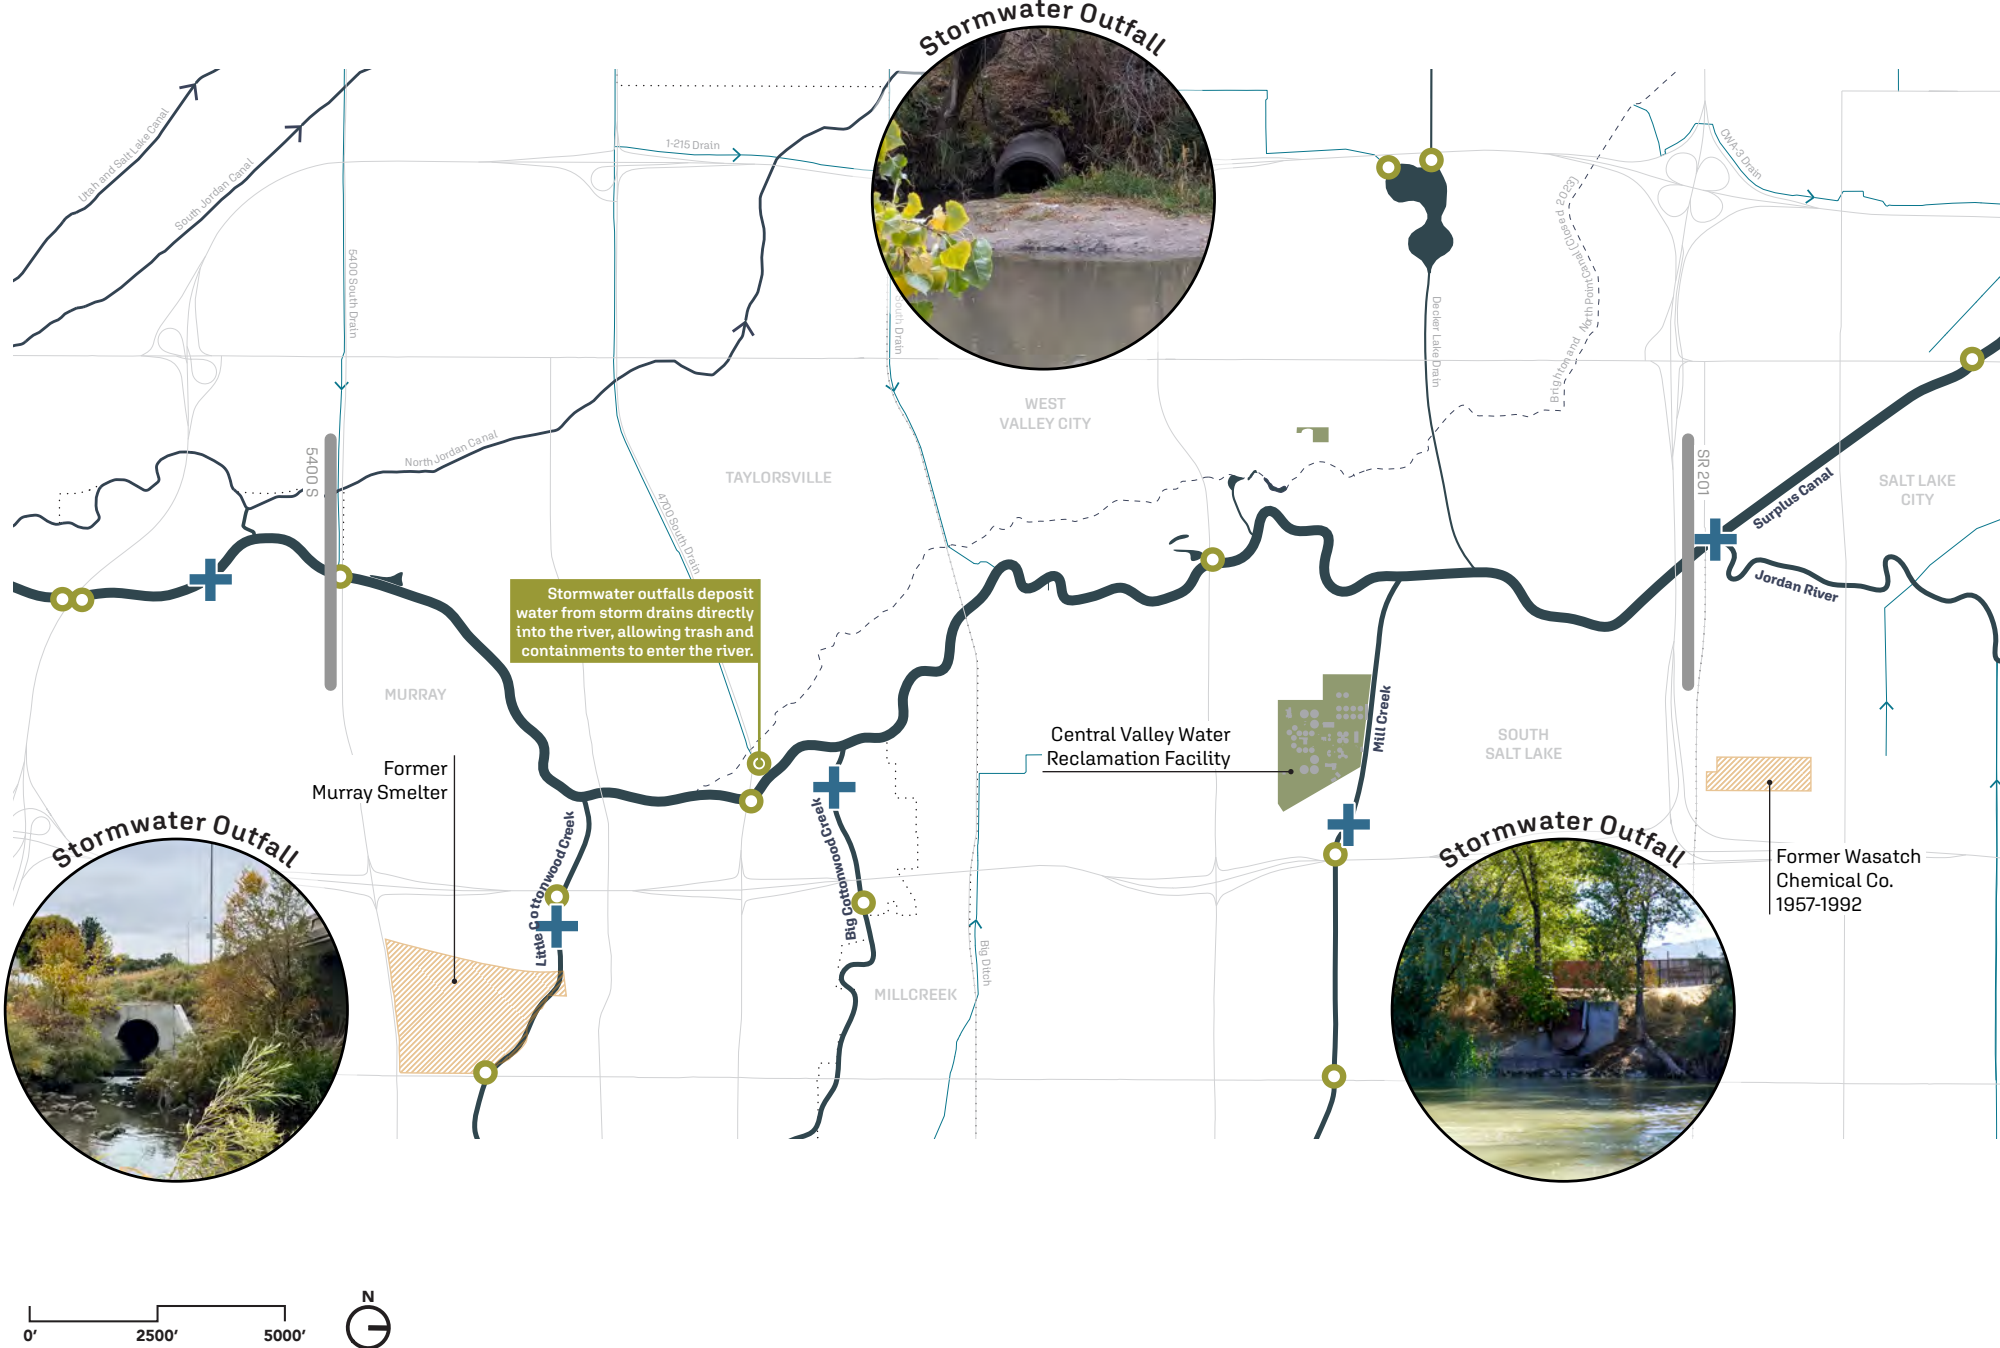 Stormwater Outfall
Utah and Salt Lake Canal
South Jordan Canal
1-215 Drain
CWA-3 Drain
5400 South Drain
South Drain
Decker Lake Drain
Brighton and North Point Canal (Closed 2023)
WEST
VALLEY CITY
North Jordan Canal
5400 S
TAYLORSVILLE
4700 South Drain
SR 201
Surplus Canal
SALT LAKE
CITY
Jordan River
Stormwater outfalls deposit
water from storm drains directly
into the river, allowing trash and
containments to enter the river.
MURRAY
Mill Creek
Central Valley Water
Reclamation Facility
SOUTH
SALT LAKE
Former
Murray Smelter
Little Cottonwood Creek
Big Cottonwood Creek
Stormwater Outfall
Stormwater Outfall
Former Wasatch
Chemical Co.
1957-1992
Big Ditch
MILLCREEK
N
0'
2500'
5000'